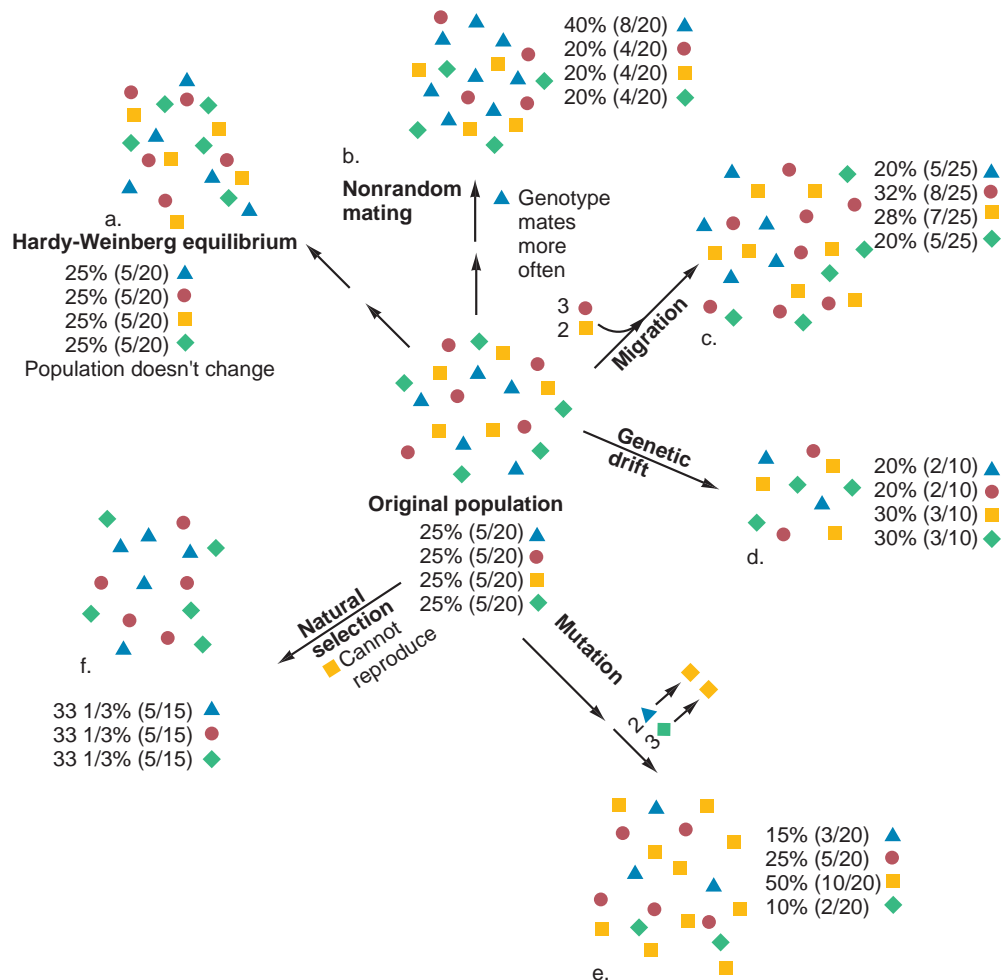 40% (8/20)
20% (4/20)
20% (4/20)
20% (4/20)
b.
Nonrandom
mating
Genotype
mates
more
often
a.
Hardy-Weinberg equilibrium
25% (5/20)
25% (5/20)
25% (5/20)
25% (5/20)
Population doesn't change
20% (5/25)
32% (8/25)
28% (7/25)
20% (5/25)
3
2
Migration
c.
Genetic
drift
20% (2/10)
20% (2/10)
30% (3/10)
30% (3/10)
d.
Original population
25% (5/20)
25% (5/20)
25% (5/20)
25% (5/20)
Natural
selection
Cannot
reproduce
f.
33 1/3% (5/15)
33 1/3% (5/15)
33 1/3% (5/15)
Mutation
2
3
15% (3/20)
25% (5/20)
50% (10/20)
10% (2/20)
e.